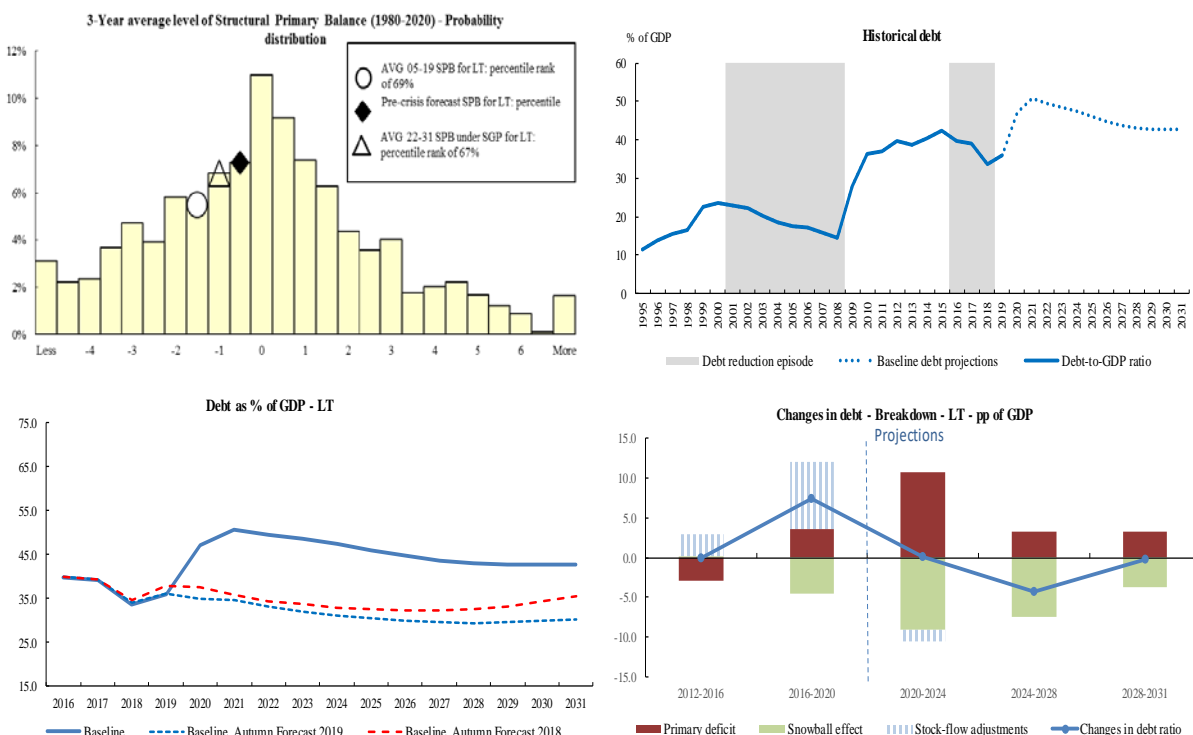 3-Year average level of Structural Primary Balance (1980-2020) - Probability
distribution
12%
10%
8%
6%
4%
2%
0%
Less -4 -3 -2 -1 0 1 2 3 4 5 6 More
AVG 05-19 SPB for LT: percentile rank
of 69%
Pre-crisis forecast SPB for LT: percentile
AVG 22-31 SPB under SGP for LT:
percentile rank of 67%
% of GDP
Historical debt
60
50
40
30
20
10
0
1995 1996 1997 1998 1999 2000 2001 2002 2003 2004 2005 2006 2007 2008 2009 2010 2011 2012 2013 2014 2015 2016 2017 2018 2019 2020 2021 2022 2023 2024 2025 2026 2027 2028 2029 2030 2031
Debt reduction episode Baseline debt projections Debt-to-GDP ratio
Debt as % of GDP - LT
75.0
65.0
55.0
45.0
35.0
25.0
15.0
2016 2017 2018 2019 2020 2021 2022 2023 2024 2025 2026 2027 2028 2029 2030 2031
Baseline Baseline Autumn Forecast 2019 Baseline Autumn Forecast 2018
Changes in debt - Breakdown - LT - pp of GDP
Projections
15.0
10.0
5.0
0.0
-5.0
-10.0
-15.0
2012-2016 2016-2020 2020-2024 2024-2028 2028-2031
Primary deficit Snowball effect Stock-flow adjustments Changes in debt ratio